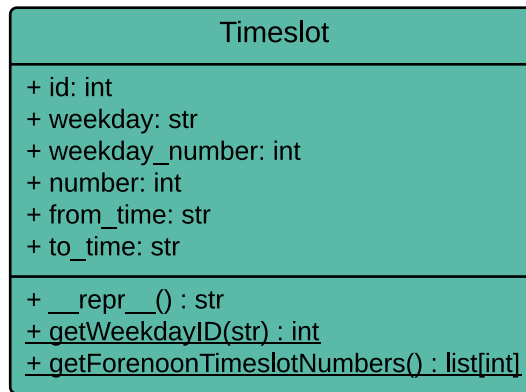 Timeslot
+ id: int
+ weekday: str
+ weekday_number: int
+ number: int
+ from_time: str
+ to_time: str
+ __repr__() : str
+ getWeekdayID(str) : int
+ getForenoonTimeslotNumbers() : list[int]